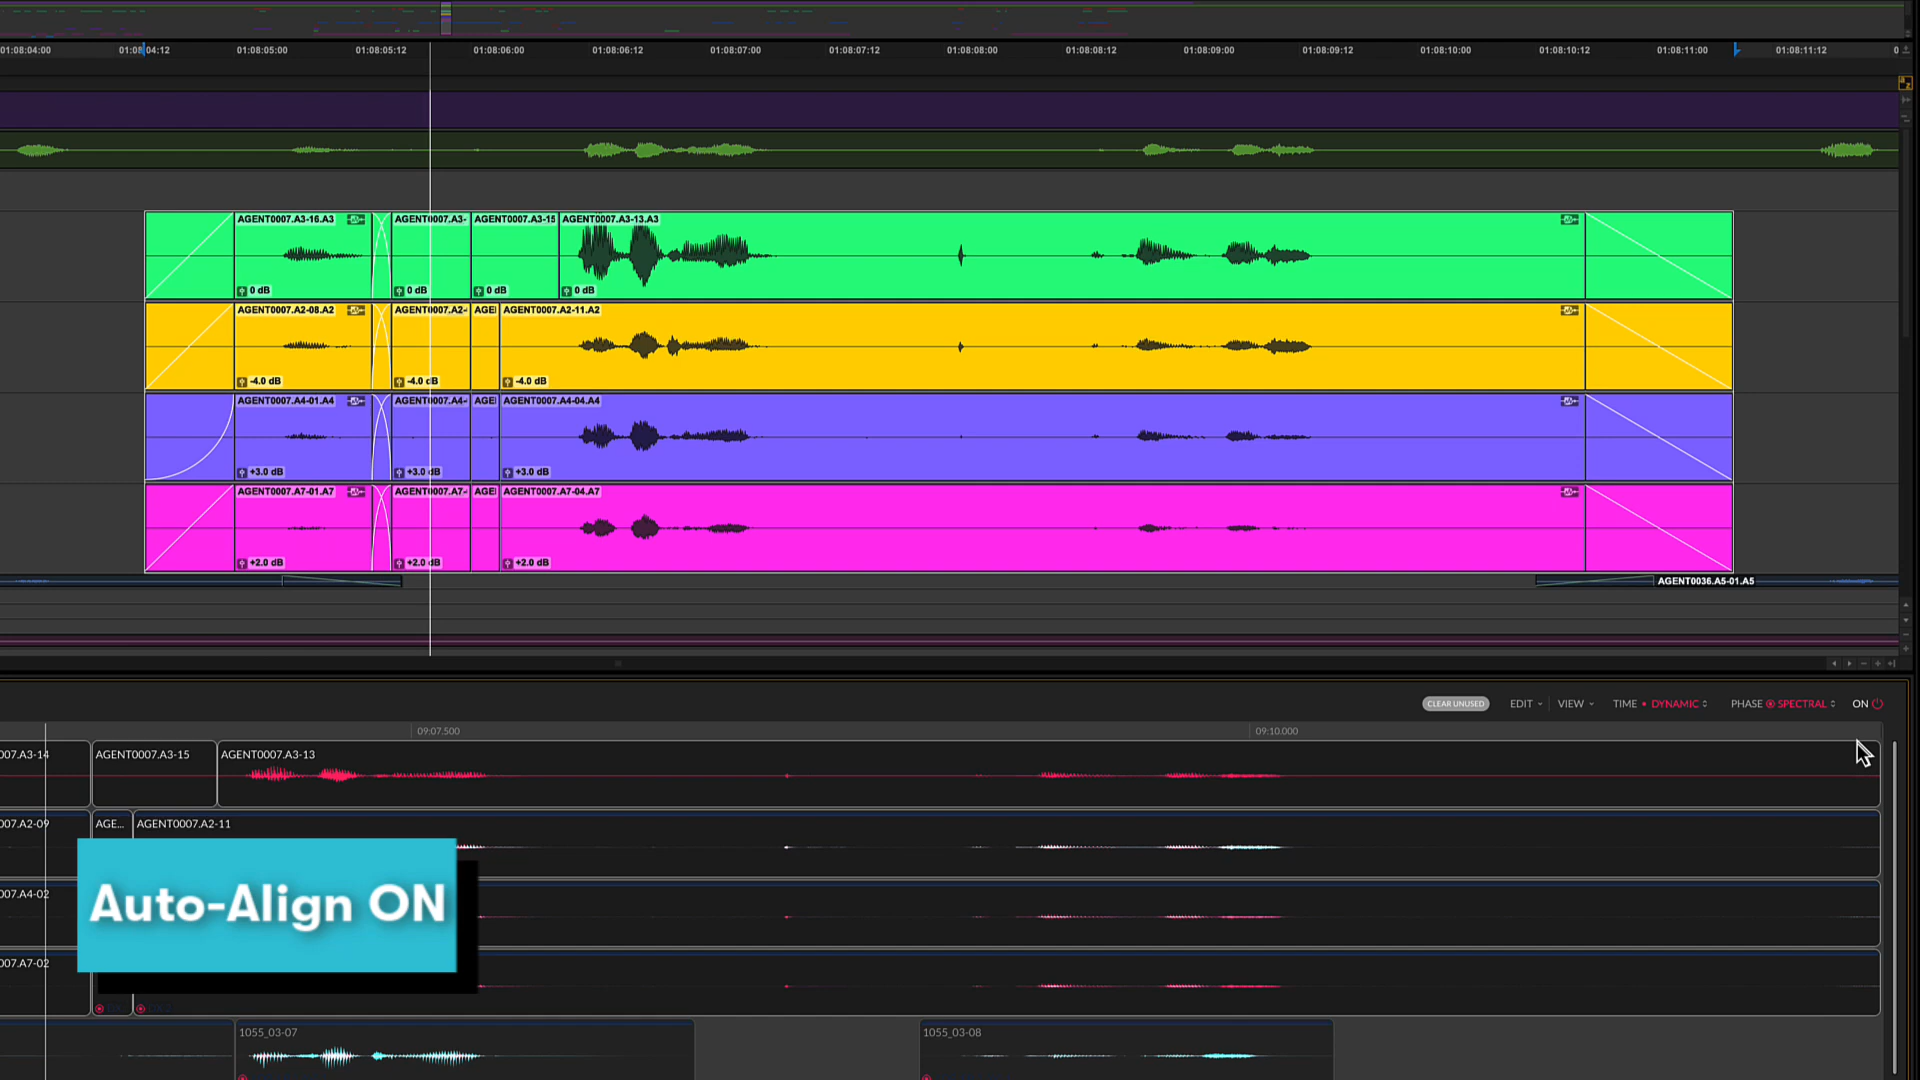 01:08:04:00 01:08:04:12 01:08:05:00 01:08:05:12 01:08:06:00 01:08:06:12 01:08:07:00 01:08:07:12 01:08:08:00 01:08:08:12 01:08:09:00 01:08:09:12 01:08:10:00 01:08:10:12 01:08:11:00 01:08:11:12 0
AGENT0007.A3-16.A3 AGENT0007.A3- AGENT0007.A3-15 AGENT0007.A3-13.A3
0 dB 0 dB 0 dB 0 dB
AGENT0007.A2-08.A2 AGENT0007.A2- AGE AGENT0007.A2-11.A2
-4.0 dB -4.0 dB -4.0 dB
AGENT0007.A4-01.A4 AGENT0007.A4- AGE AGENT0007.A4-04.A4
+3.0 dB +3.0 dB +3.0 dB
AGENT0007.A7-01.A7 AGENT0007.A7- AGE AGENT0007.A7-04.A7
+2.0 dB +2.0 dB +2.0 dB
AGENT0036.A5-01.A5
CLEAR UNUSED EDIT VIEW TIME • DYNAMIC PHASE SPECTRAL ON
09:07.500 09:10.000
007.A3-14 AGENT0007.A3-15 AGENT0007.A3-13
007.A2-09 AGE... AGENT0007.A2-11
007.A4-02
Auto-Align ON
007.A7-02
1055_03-07 1055_03-08